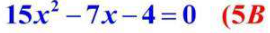 15x² – 7x – 4 = 0 (5B